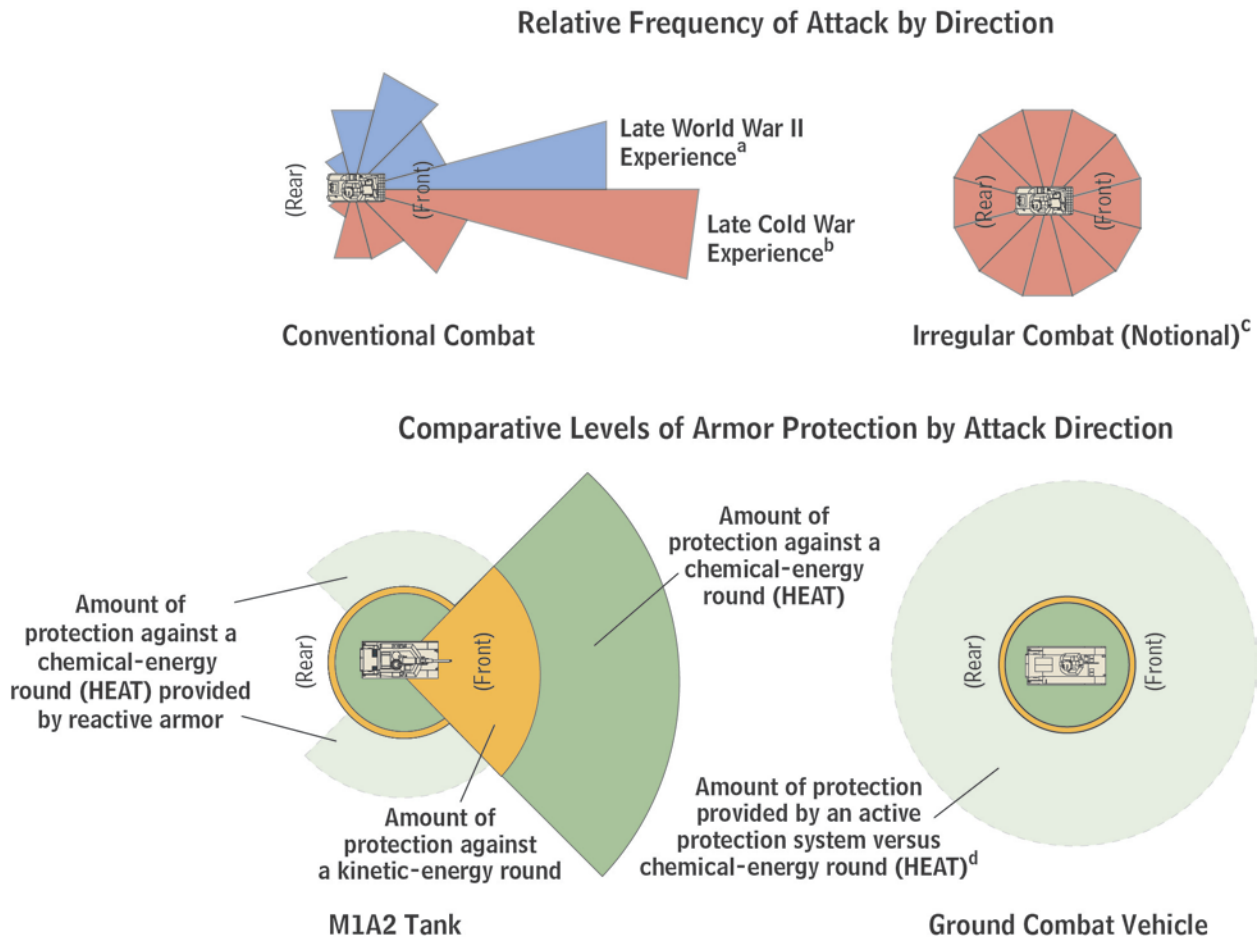 Relative Frequency of Attack by Direction
Late World War II
Experienceᵃ
(Rear)
(Front)
Late Cold War
Experienceᵇ
(Rear)
(Front)
Conventional Combat
Irregular Combat (Notional)ᶜ
Comparative Levels of Armor Protection by Attack Direction
Amount of
protection against a
chemical-energy
round (HEAT)
Amount of
protection against a
chemical-energy
round (HEAT) provided
by reactive armor
(Rear)
(Front)
(Rear)
(Front)
Amount of
protection against
a kinetic-energy round
Amount of protection
provided by an active
protection system versus
chemical-energy round (HEAT)ᵈ
M1A2 Tank
Ground Combat Vehicle